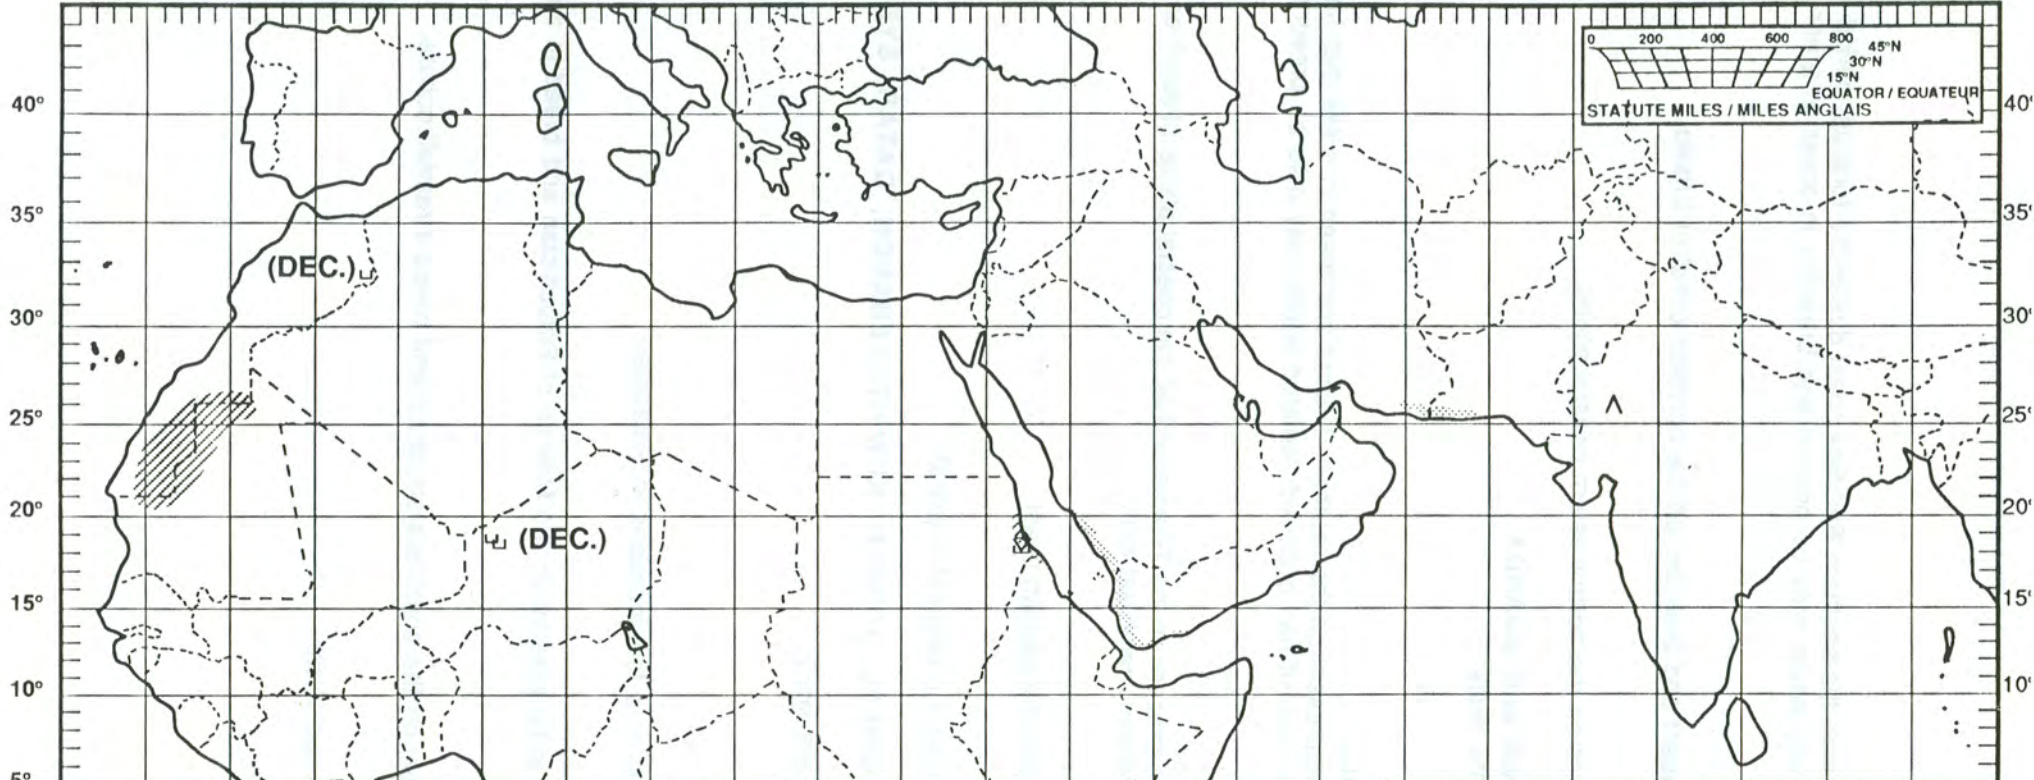 0 200 400 600 800
45°N
30°N
15°N
EQUATOR / EQUATEUR
STATUTE MILES / MILES ANGLAIS
40° 40'
35° 35'
(DEC.)
30° 30'
25° 25'
20° 20'
(DEC.)
15° 15'
10° 10'
5°